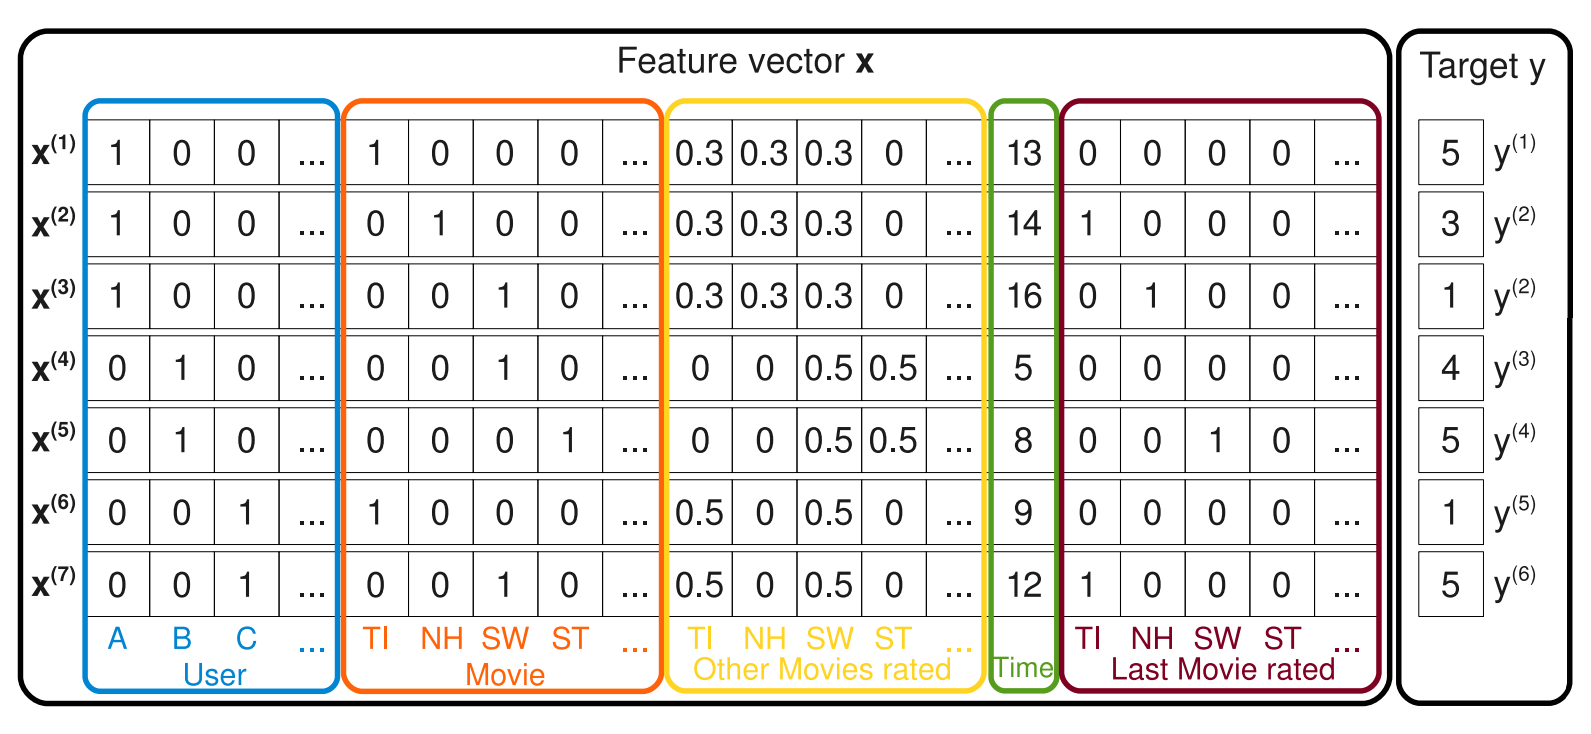 Feature vector x
Target y
x(1) 1 0 0 ... 1 0 0 0 ... 0.3 0.3 0.3 0 ... 13 0 0 0 0 ... 5 y(1)
x(2) 1 0 0 ... 0 1 0 0 ... 0.3 0.3 0.3 0 ... 14 1 0 0 0 ... 3 y(2)
x(3) 1 0 0 ... 0 0 1 0 ... 0.3 0.3 0.3 0 ... 16 0 1 0 0 ... 1 y(2)
x(4) 0 1 0 ... 0 0 1 0 ... 0 0 0.5 0.5 ... 5 0 0 0 0 ... 4 y(3)
x(5) 0 1 0 ... 0 0 0 1 ... 0 0 0.5 0.5 ... 8 0 0 1 0 ... 5 y(4)
x(6) 0 0 1 ... 1 0 0 0 ... 0.5 0 0.5 0 ... 9 0 0 0 0 ... 1 y(5)
x(7) 0 0 1 ... 0 0 1 0 ... 0.5 0 0.5 0 ... 12 1 0 0 0 ... 5 y(6)
A B C ... TI NH SW ST ... TI NH SW ST ... TI NH SW ST ...
User Movie Other Movies rated Time Last Movie rated